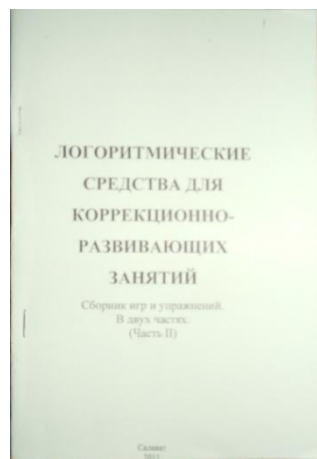 ЛОГОРИТМИЧЕСКИЕ
СРЕДСТВА ДЛЯ
КОРРЕКЦИОННО-
РАЗВИВАЮЩИХ
ЗАНЯТИЙ
Сборник игр и упражнений.
В двух частях.
(Часть II)
Салават